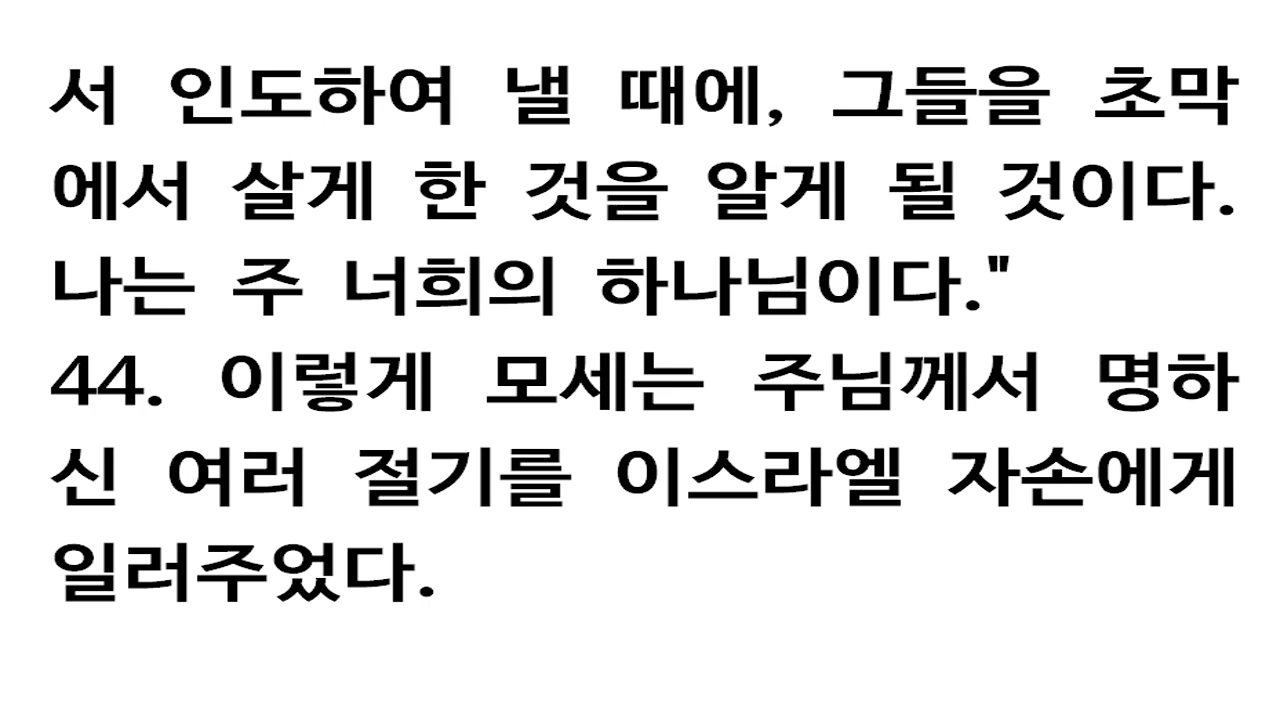 서 인도하여 낼 때에, 그들을 초막
에서 살게 한 것을 알게 될 것이다.
나는 주 너희의 하나님이다."
44. 이렇게 모세는 주님께서 명하
신 여러 절기를 이스라엘 자손에게
일러주었다.